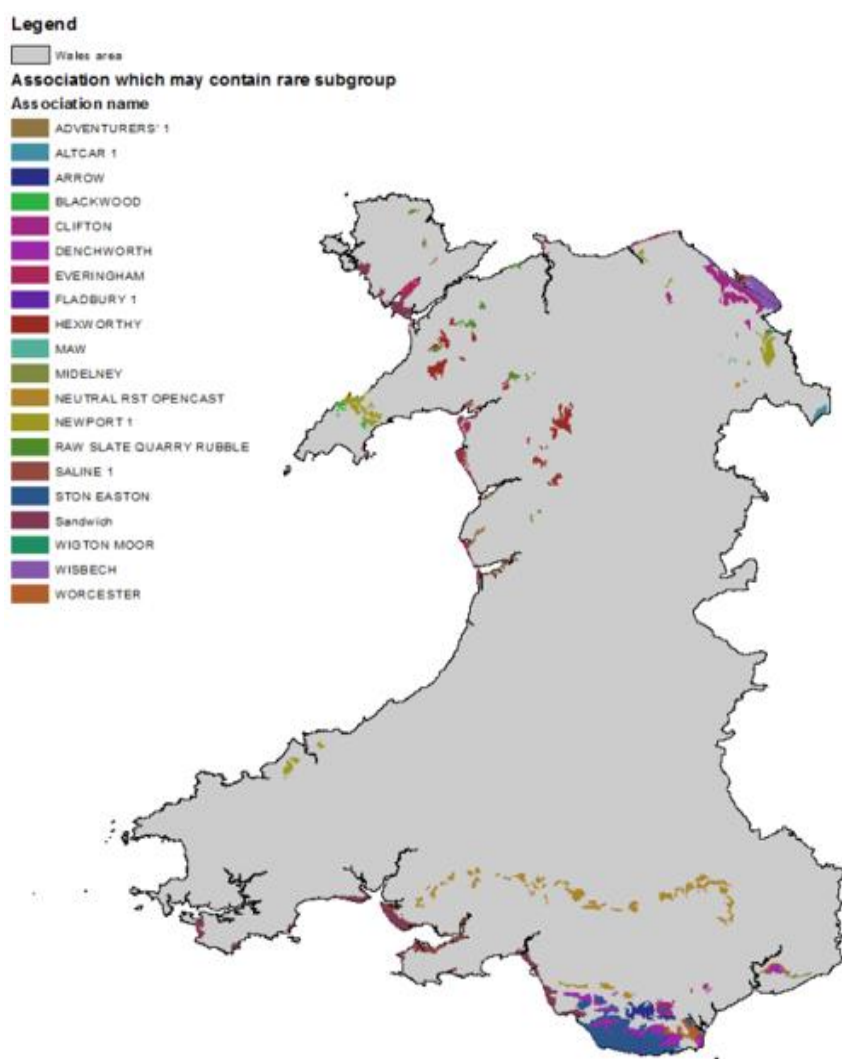 Legend
Wales area
Association which may contain rare subgroup
Association name
ADVENTURERS' 1
ALTCAR 1
ARROW
BLACKWOOD
CLIFTON
DENCHWORTH
EVERINGHAM
FLADBURY 1
HEXWORTHY
MAW
MIDELNEY
NEUTRAL RST OPENCAST
NEWPORT 1
RAW SLATE QUARRY RUBBLE
SALINE 1
STON EASTON
Sandwich
WIGTON MOOR
WISBECH
WORCESTER